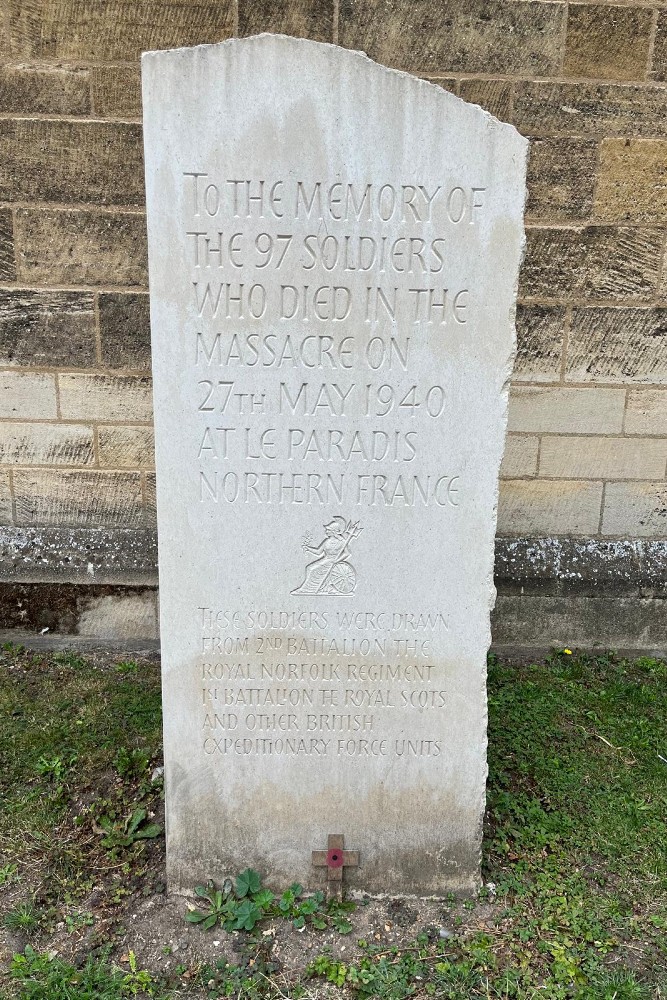 TO THE MEMORY OF
THE 97 SOLDIERS
WHO DIED IN THE
MASSACRE ON
27TH MAY 1940
AT LE PARADIS
NORTHERN FRANCE
THESE SOLDIERS WERE DRAWN
FROM 2ND BATTALION THE
ROYAL NORFOLK REGIMENT
1ST BATTALION TE ROYAL SCOTS
AND OTHER BRITISH
EXPEDITIONARY FORCE UNITS